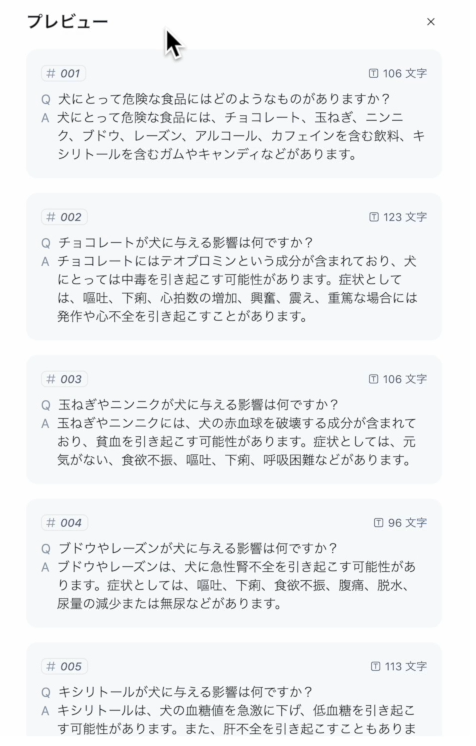 プレビュー ×
# 001 106 文字
Q 犬にとって危険な食品にはどのようなものがありますか？
A 犬にとって危険な食品には、チョコレート、玉ねぎ、ニンニ
ク、ブドウ、レーズン、アルコール、カフェインを含む飲料、キ
シリトールを含むガムやキャンディなどがあります。
# 002 123 文字
Q チョコレートが犬に与える影響は何ですか？
A チョコレートにはテオブロミンという成分が含まれており、犬
にとっては中毒を引き起こす可能性があります。症状として
は、嘔吐、下痢、心拍数の増加、興奮、震え、重篤な場合には
発作や心不全を引き起こすことがあります。
# 003 106 文字
Q 玉ねぎやニンニクが犬に与える影響は何ですか？
A 玉ねぎやニンニクには、犬の赤血球を破壊する成分が含まれて
おり、貧血を引き起こす可能性があります。症状としては、元
気がない、食欲不振、嘔吐、下痢、呼吸困難などがあります。
# 004 96 文字
Q ブドウやレーズンが犬に与える影響は何ですか？
A ブドウやレーズンは、犬に急性腎不全を引き起こす可能性があ
ります。症状としては、嘔吐、下痢、食欲不振、腹痛、脱水、
尿量の減少または無尿などがあります。
# 005 113 文字
Q キシリトールが犬に与える影響は何ですか？
A キシリトールは、犬の血糖値を急激に下げ、低血糖を引き起こ
す可能性があります。また、肝不全を引き起こすこともありま